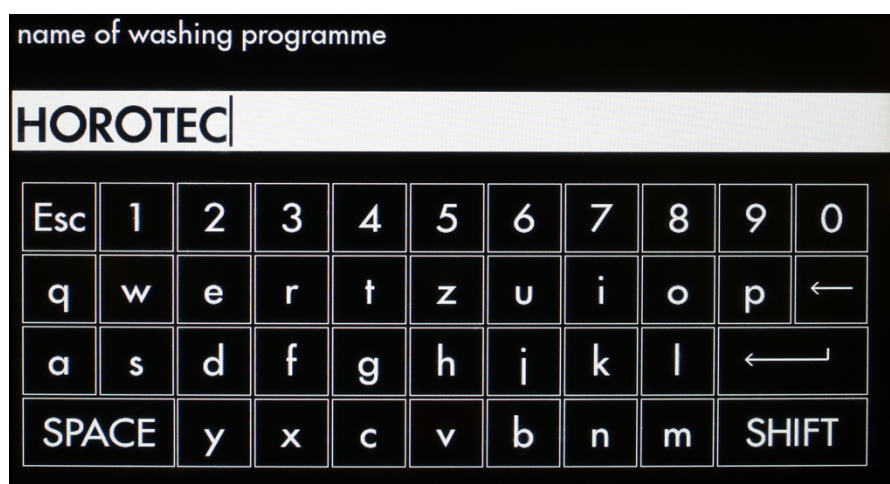 name of washing programme
HOROTEC
Esc 1 2 3 4 5 6 7 8 9 0
q w e r t z u i o p ←
a s d f g h j k l
SPACE y x c v b n m SHIFT